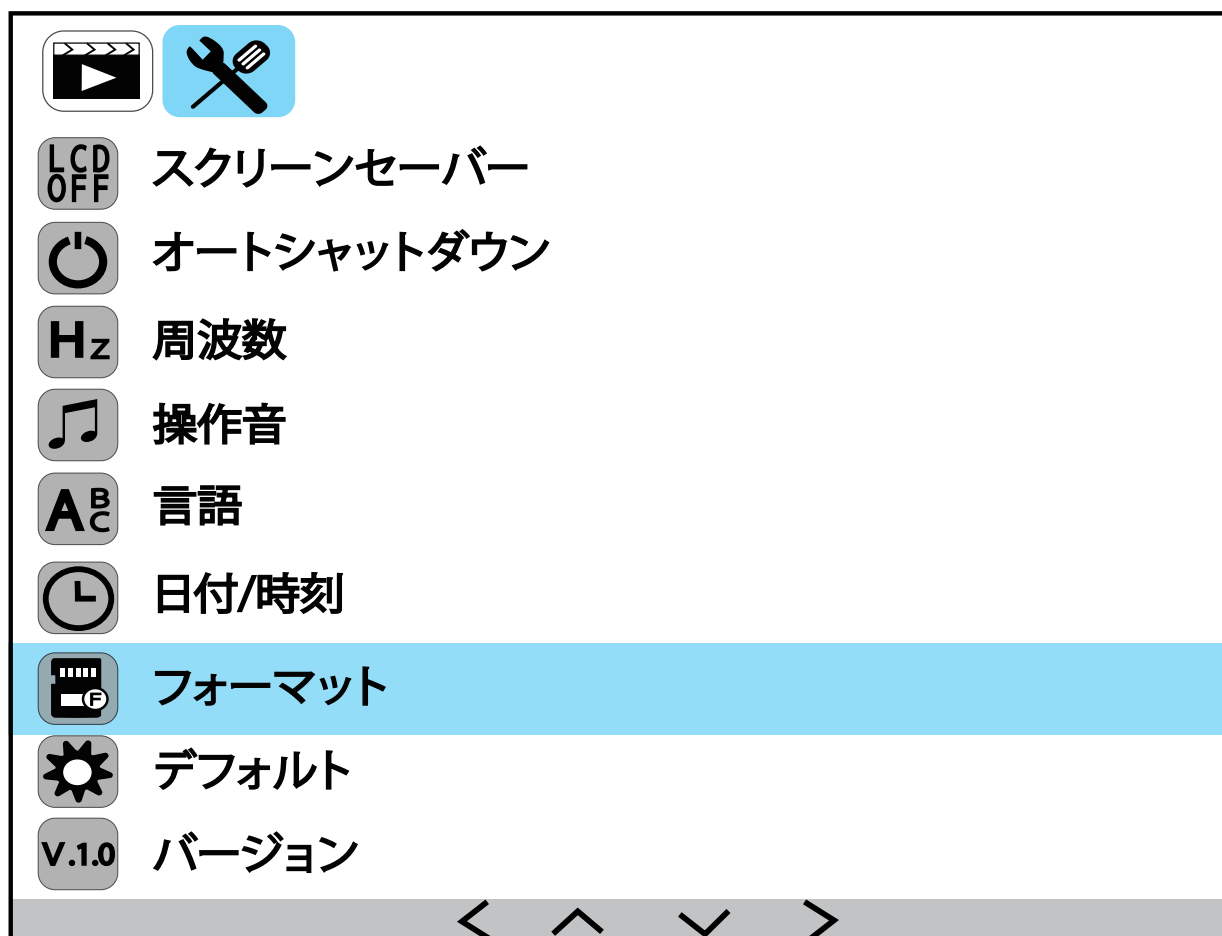 LCD OFF スクリーンセーバー
オートシャットダウン
Hz 周波数
操作音
ABC 言語
日付/時刻
F フォーマット
デフォルト
V.1.0 バージョン